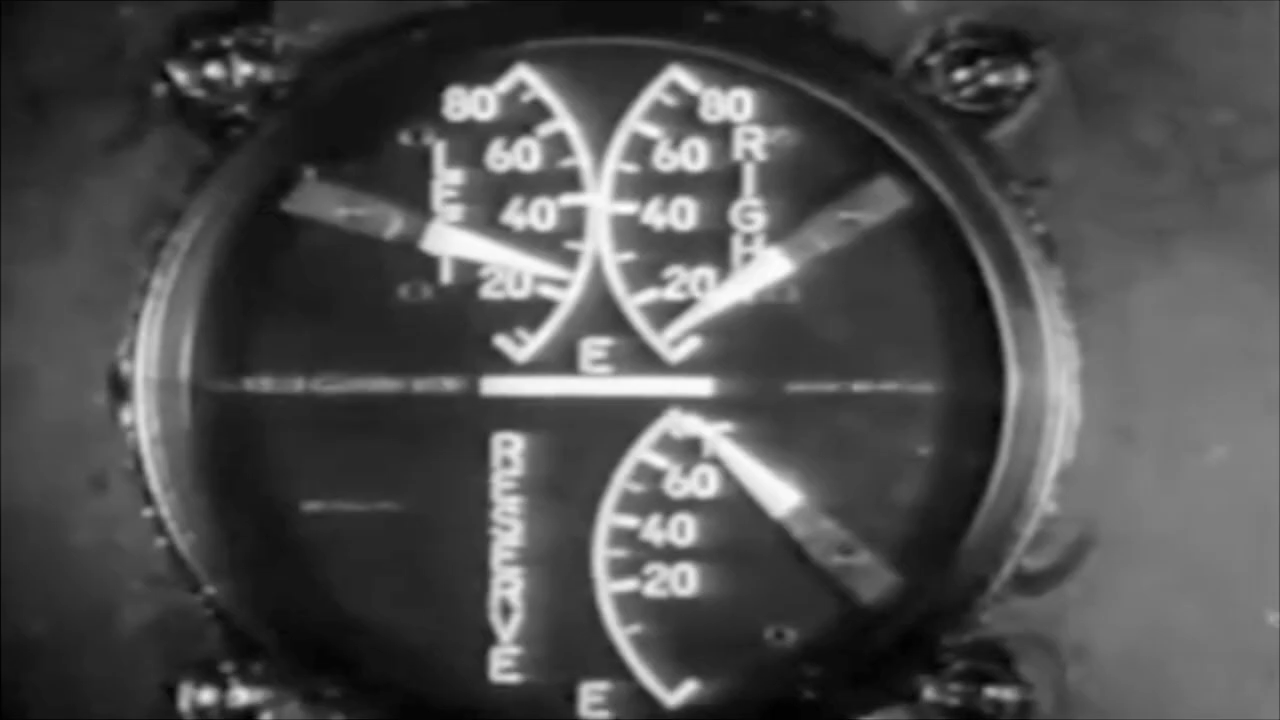 80 80
60 60
LEFT RIGHT
40 40
20 20
E
RESERVE
60
40
20
E